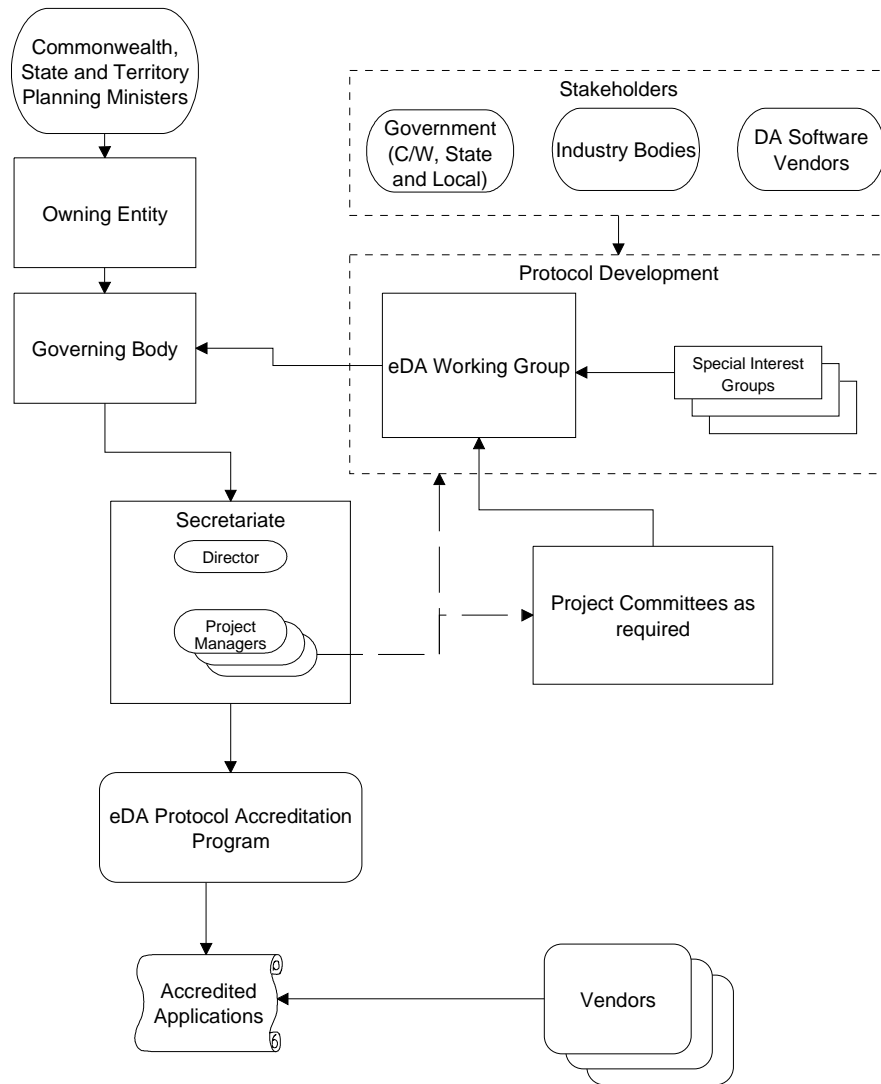 Commonwealth,
State and Territory
Planning Ministers
Stakeholders
Government
(C/W, State
and Local)
Industry Bodies
DA Software
Vendors
Owning Entity
Protocol Development
Governing Body
eDA Working Group
Special Interest
Groups
Secretariate
Director
Project
Managers
Project Committees as
required
eDA Protocol Accreditation
Program
Accredited
Applications
Vendors